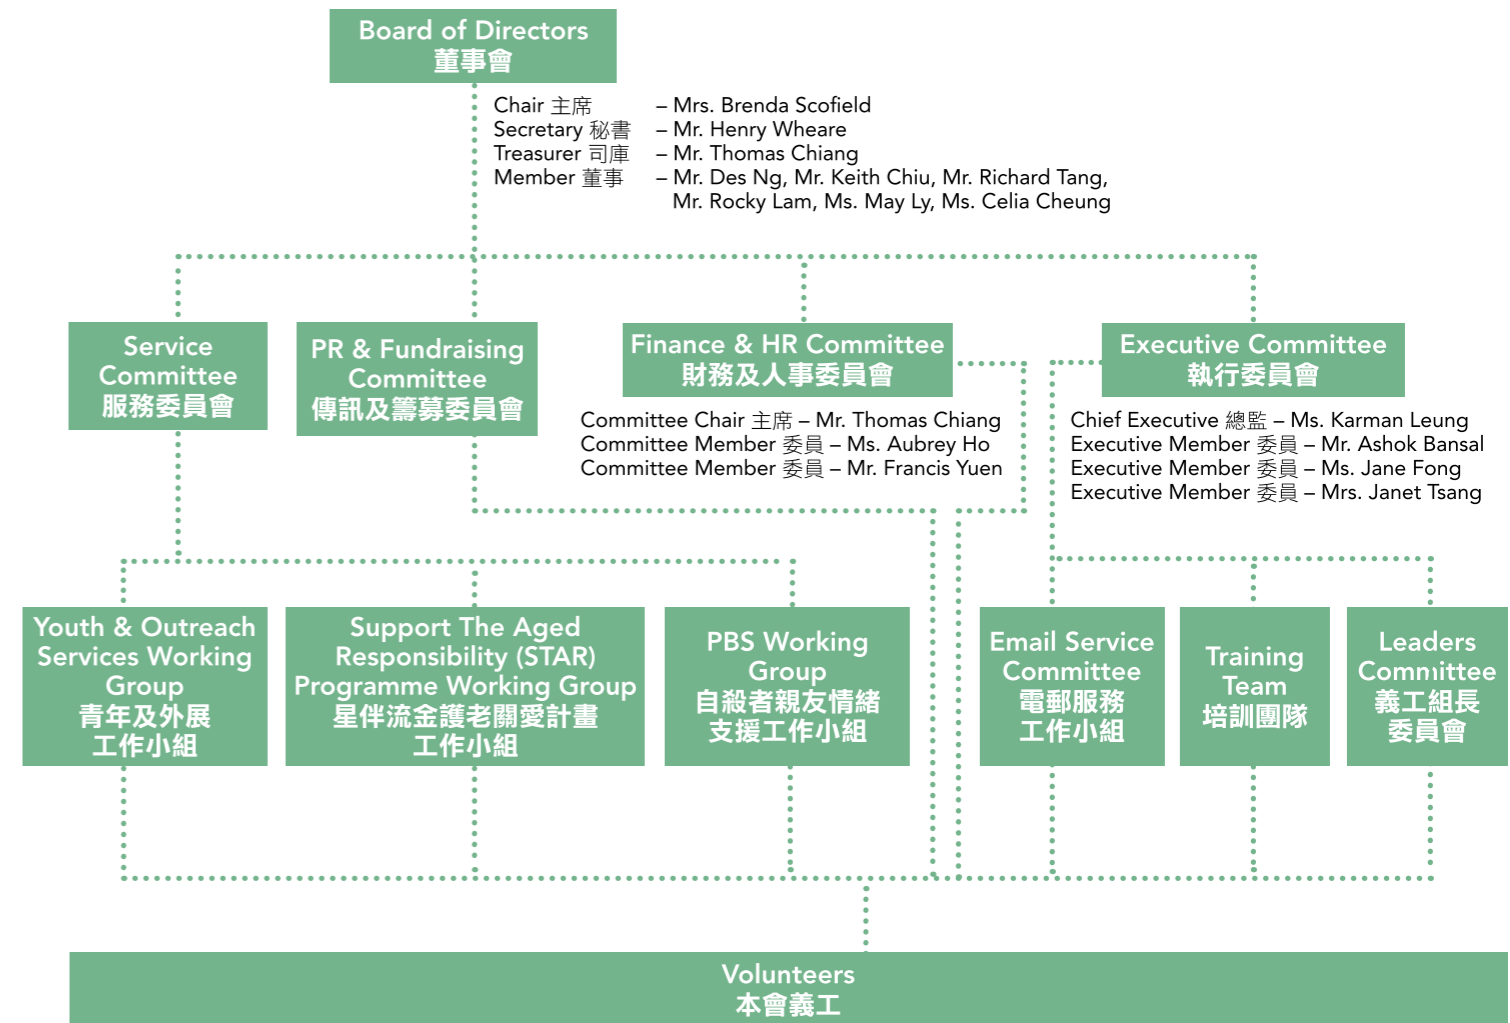 Board of Directors
董事會
Chair 主席 – Mrs. Brenda Scofield
Secretary 秘書 – Mr. Henry Wheare
Treasurer 司庫 – Mr. Thomas Chiang
Member 董事 – Mr. Des Ng, Mr. Keith Chiu, Mr. Richard Tang,
Mr. Rocky Lam, Ms. May Ly, Ms. Celia Cheung
Service
Committee
服務委員會
PR & Fundraising
Committee
傳訊及籌募委員會
Finance & HR Committee
財務及人事委員會
Committee Chair 主席 – Mr. Thomas Chiang
Committee Member 委員 – Ms. Aubrey Ho
Committee Member 委員 – Mr. Francis Yuen
Executive Committee
執行委員會
Chief Executive 總監 – Ms. Karman Leung
Executive Member 委員 – Mr. Ashok Bansal
Executive Member 委員 – Ms. Jane Fong
Executive Member 委員 – Mrs. Janet Tsang
Youth & Outreach
Services Working
Group
青年及外展
工作小組
Support The Aged
Responsibility (STAR)
Programme Working Group
星伴流金護老關愛計畫
工作小組
PBS Working
Group
自殺者親友情緒
支援工作小組
Email Service
Committee
電郵服務
工作小組
Training
Team
培訓團隊
Leaders
Committee
義工組長
委員會
Volunteers
本會義工